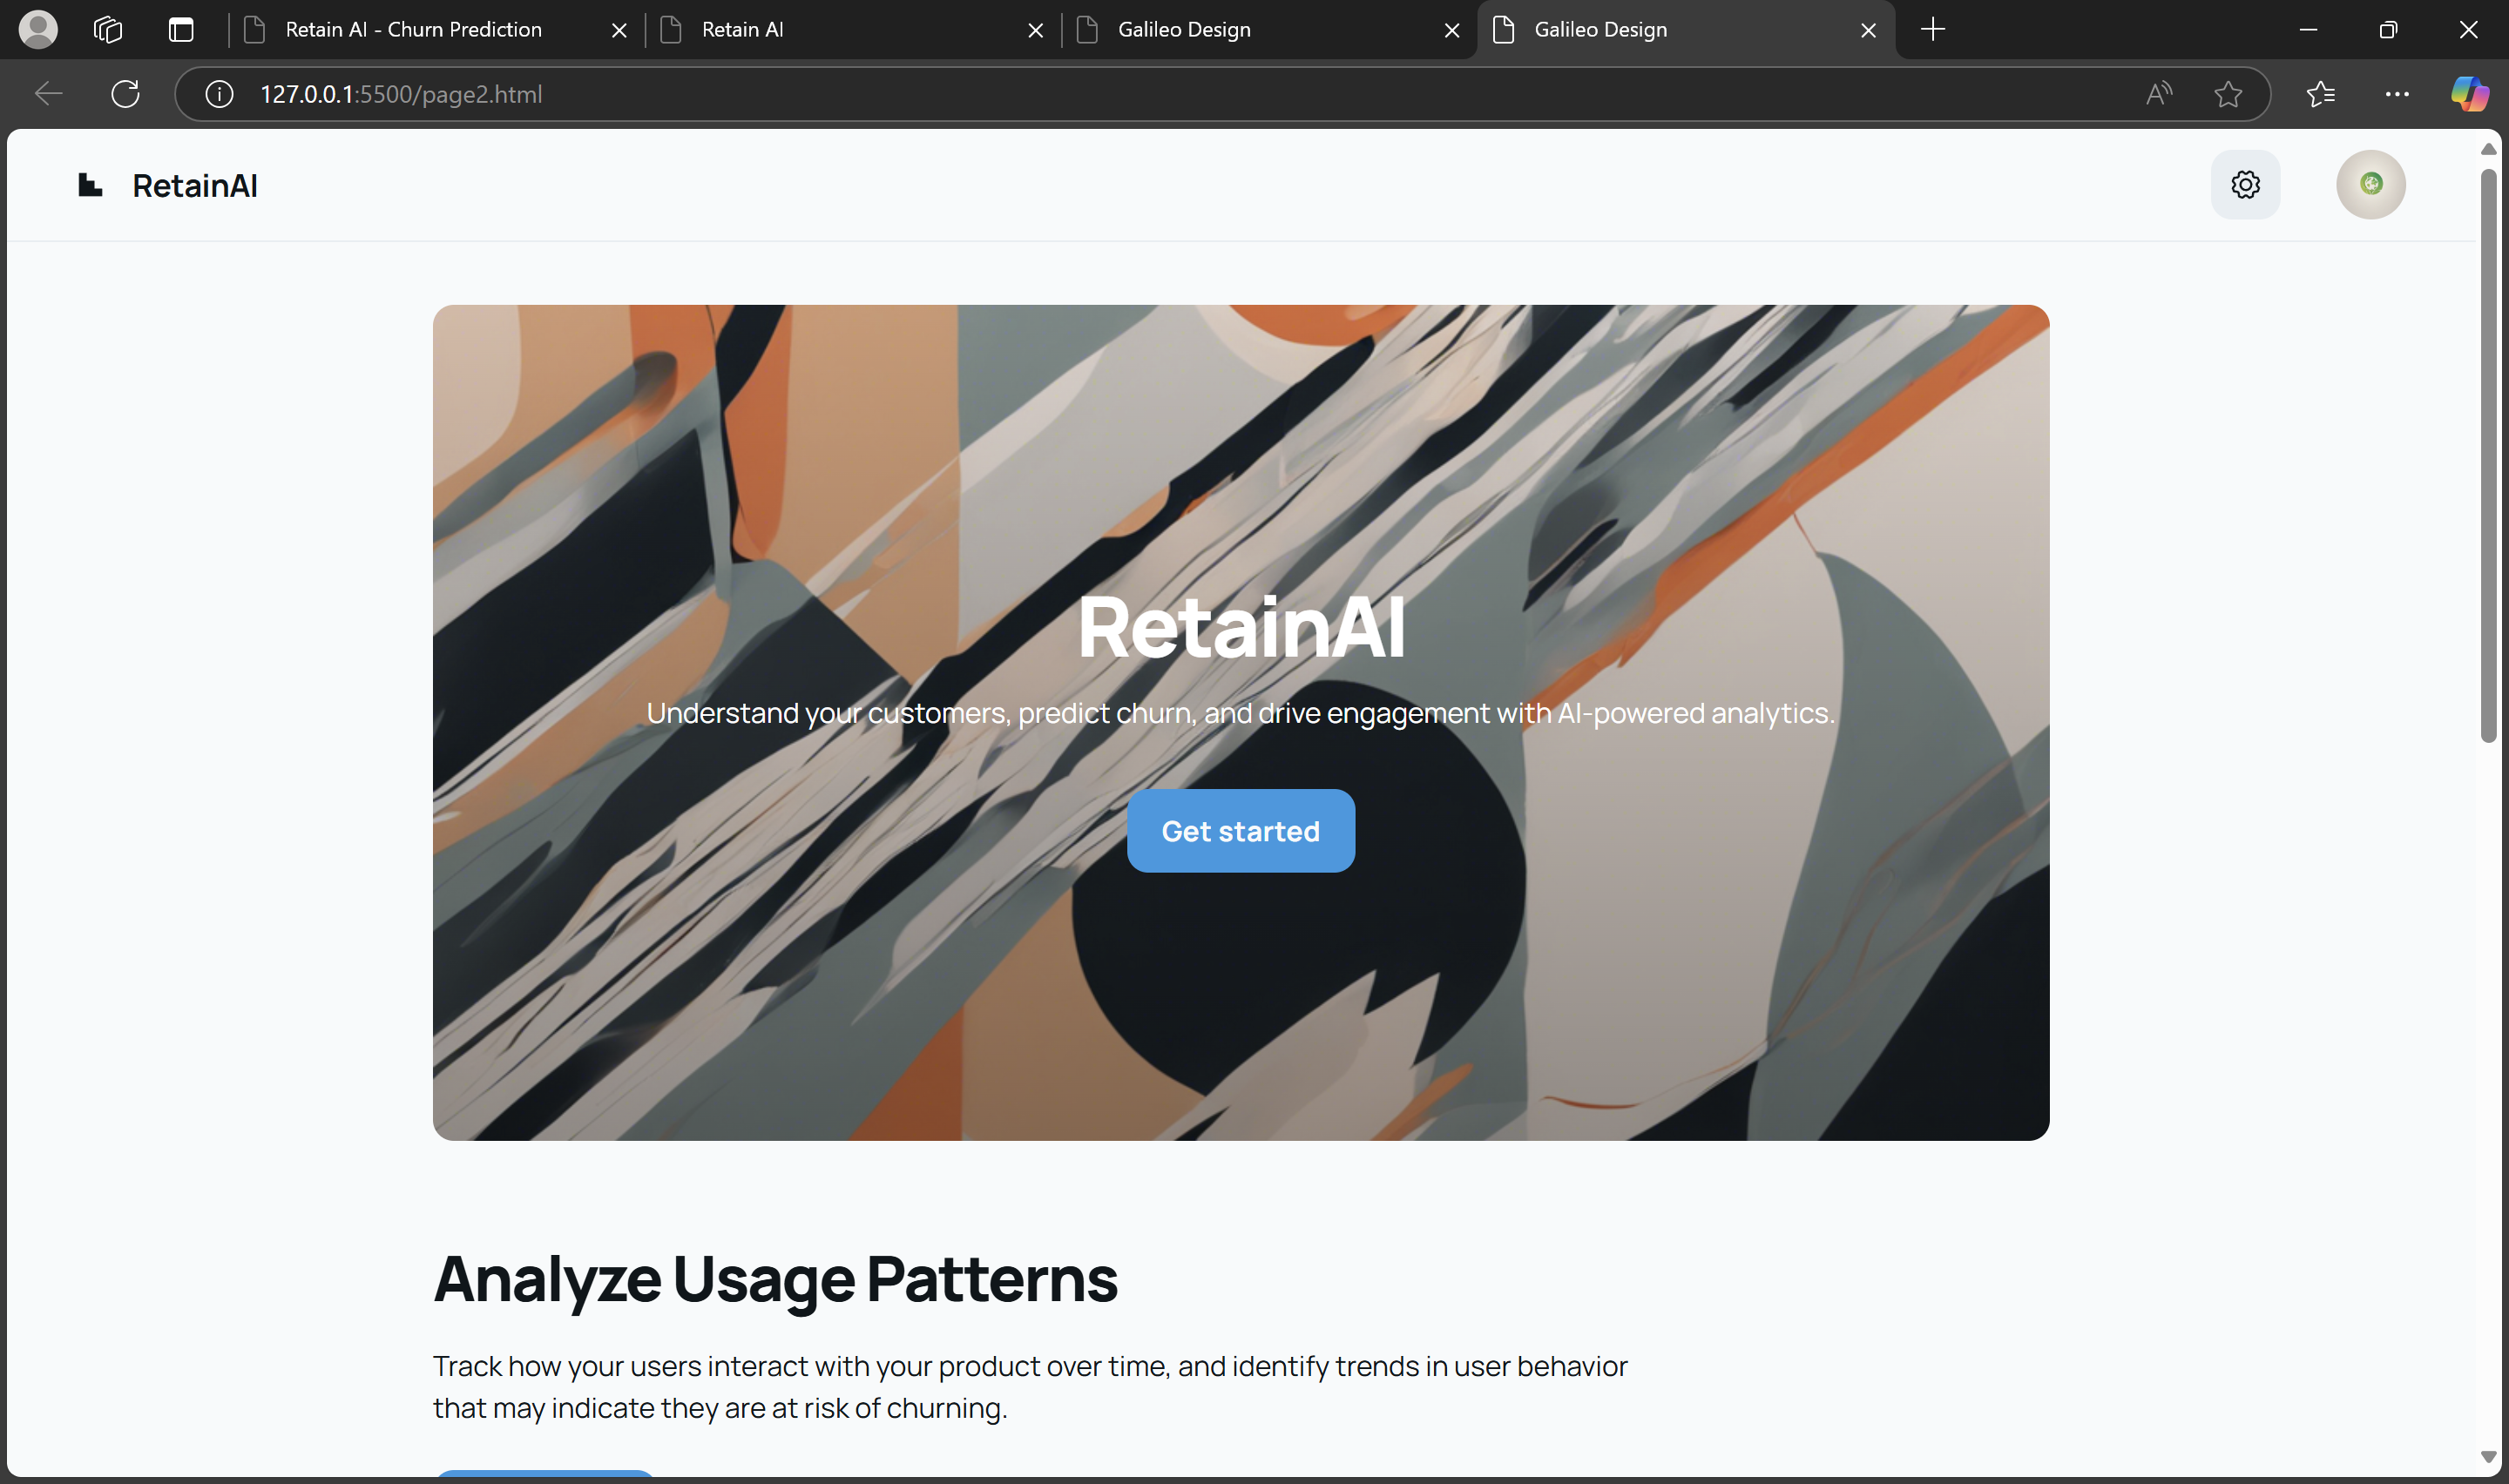 Retain AI - Churn Prediction
Retain AI
Galileo Design
Galileo Design
127.0.0.1:5500/page2.html
RetainAI
RetainAI
Understand your customers, predict churn, and drive engagement with AI-powered analytics.
Get started
Analyze Usage Patterns
Track how your users interact with your product over time, and identify trends in user behavior
that may indicate they are at risk of churning.